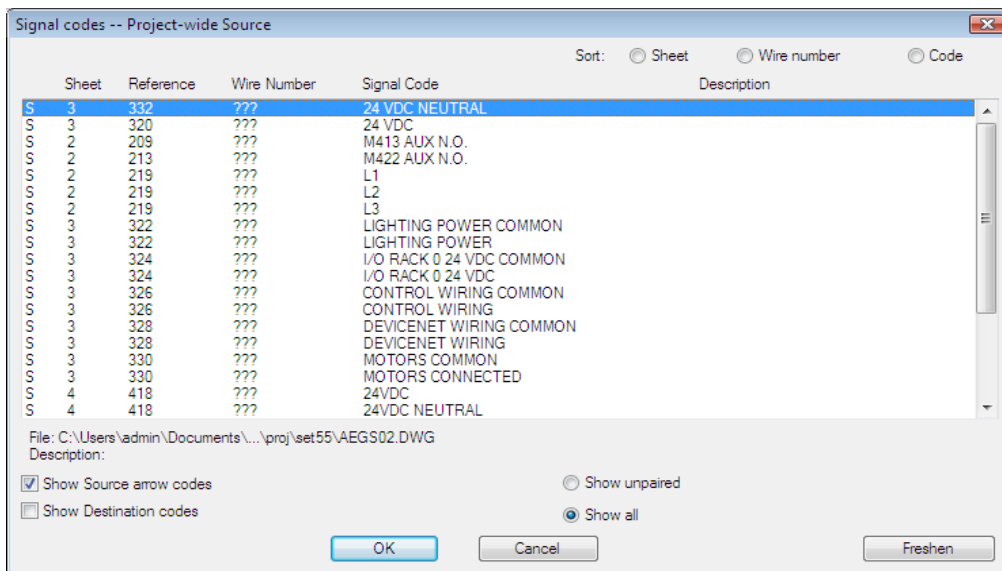 Signal codes -- Project-wide Source
Sort: Sheet Wire number Code
Sheet Reference Wire Number Signal Code Description
S 3 332 ??? 24 VDC NEUTRAL
S 3 320 ??? 24 VDC
S 2 209 ??? M413 AUX N.O.
S 2 213 ??? M422 AUX N.O.
S 2 219 ??? L1
S 2 219 ??? L2
S 2 219 ??? L3
S 3 322 ??? LIGHTING POWER COMMON
S 3 322 ??? LIGHTING POWER
S 3 324 ??? I/O RACK 0 24 VDC COMMON
S 3 324 ??? I/O RACK 0 24 VDC
S 3 326 ??? CONTROL WIRING COMMON
S 3 326 ??? CONTROL WIRING
S 3 328 ??? DEVICENET WIRING COMMON
S 3 328 ??? DEVICENET WIRING
S 3 330 ??? MOTORS COMMON
S 3 330 ??? MOTORS CONNECTED
S 4 418 ??? 24VDC
S 4 418 ??? 24VDC NEUTRAL
File: C:\Users\admin\Documents\...\proj\set55\AEGS02.DWG
Description:
Show Source arrow codes Show unpaired
Show Destination codes Show all
OK Cancel Freshen